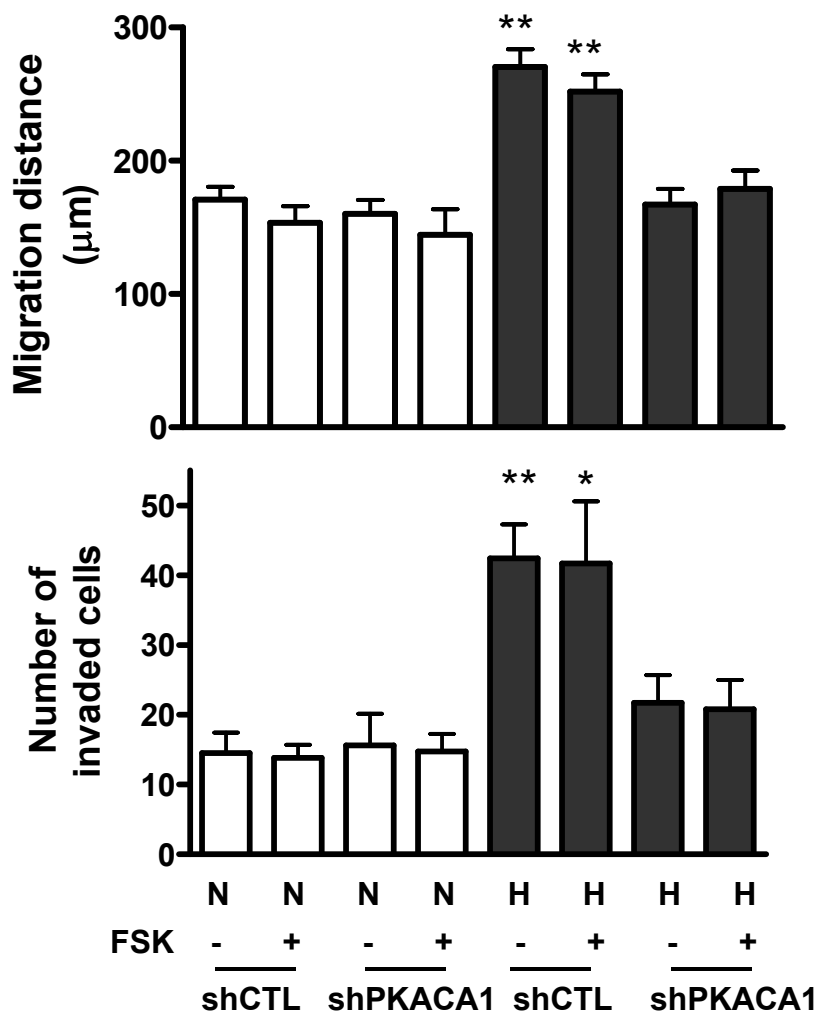 Migration distance
(μm)
300
200
100
0
** **
Number of
invaded cells
50
40
30
20
10
0
** *
N N N N H H H H
FSK - + - + - + - +
shCTL shPKACA1 shCTL shPKACA1